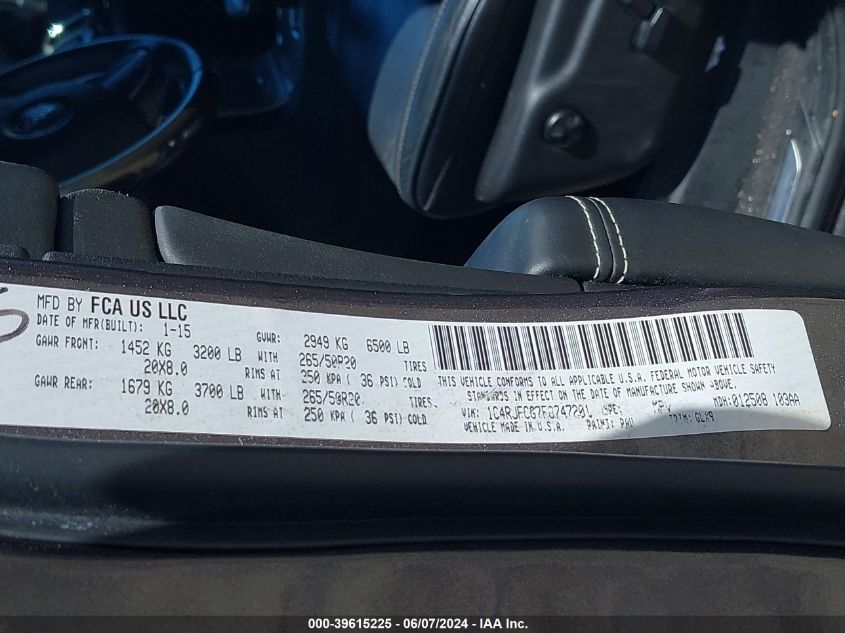 MFD BY FCA US LLC
DATE OF MFR(BUILT): 1-15 GVWR: 2949 KG 6500 LB
GAWR FRONT: 1452 KG 3200 LB WITH 265/50R20 TIRES
20X8.0 RIMS AT 250 KPA ( 36 PSI) COLD
GAWR REAR: 1679 KG 3700 LB WITH 265/50R20 TIRES
20X8.0 RIMS AT 250 KPA ( 36 PSI) COLD
THIS VEHICLE CONFORMS TO ALL APPLICABLE U.S.A. FEDERAL MOTOR VEHICLE SAFETY
IN EFFECT ON THE DATE OF MANUFACTURE SHOWN
VIN: MDH:012508 103AA
VEHICLE MADE IN U.S.A.
000-39615225 - 06/07/2024 - IAA Inc.